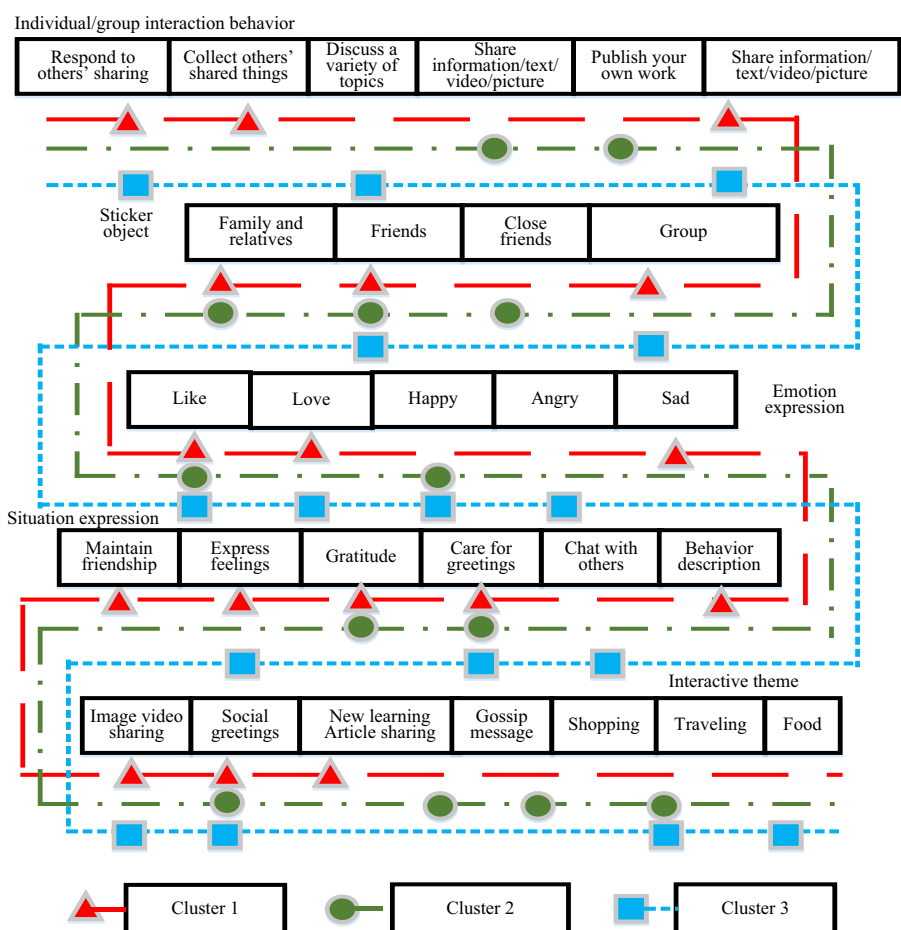 Individual/group interaction behavior
Respond to
others' sharing
Collect others'
shared things
Discuss a
variety of
topics
Share
information/text/
video/picture
Publish your
own work
Share information/
text/video/picture
Sticker
object
Family and
relatives
Friends
Close
friends
Group
Like
Love
Happy
Angry
Sad
Emotion
expression
Situation expression
Maintain
friendship
Express
feelings
Gratitude
Care for
greetings
Chat with
others
Behavior
description
Interactive theme
Image video
sharing
Social
greetings
New learning
Article sharing
Gossip
message
Shopping
Traveling
Food
Cluster 1
Cluster 2
Cluster 3